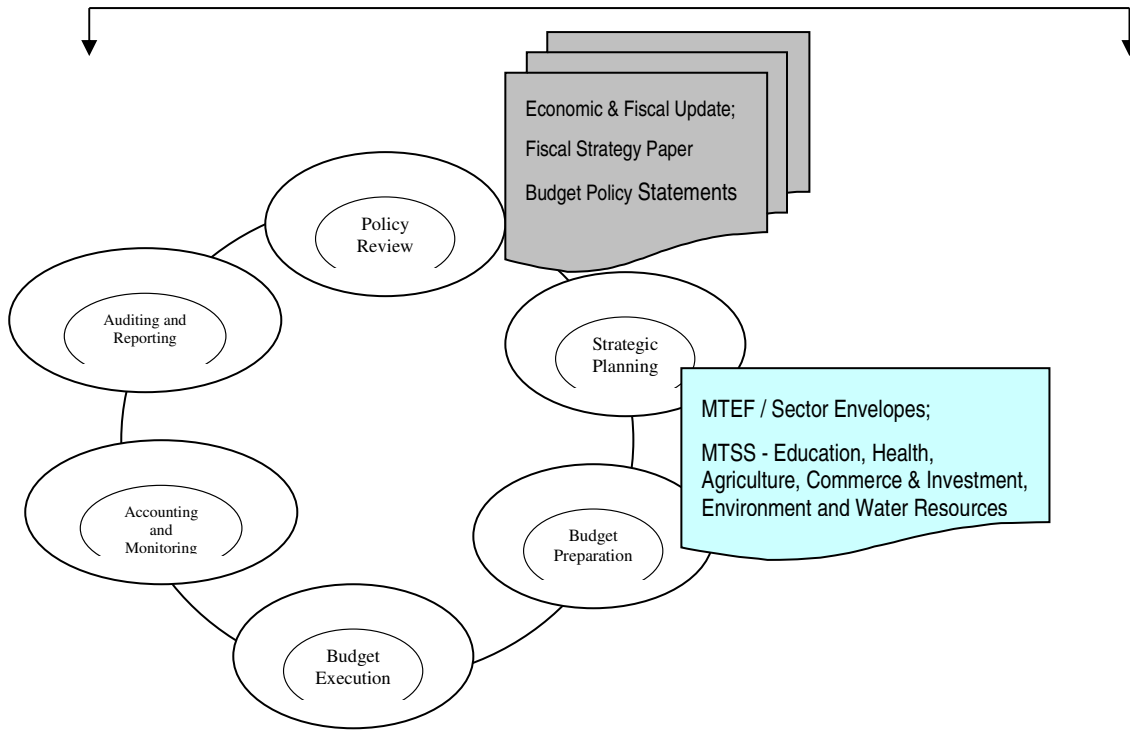 Economic & Fiscal Update;
Fiscal Strategy Paper
Budget Policy Statements
Policy
Review
Auditing and
Reporting
Strategic
Planning
MTEF / Sector Envelopes;
MTSS - Education, Health,
Agriculture, Commerce & Investment,
Environment and Water Resources
Accounting
and
Monitoring
Budget
Preparation
Budget
Execution